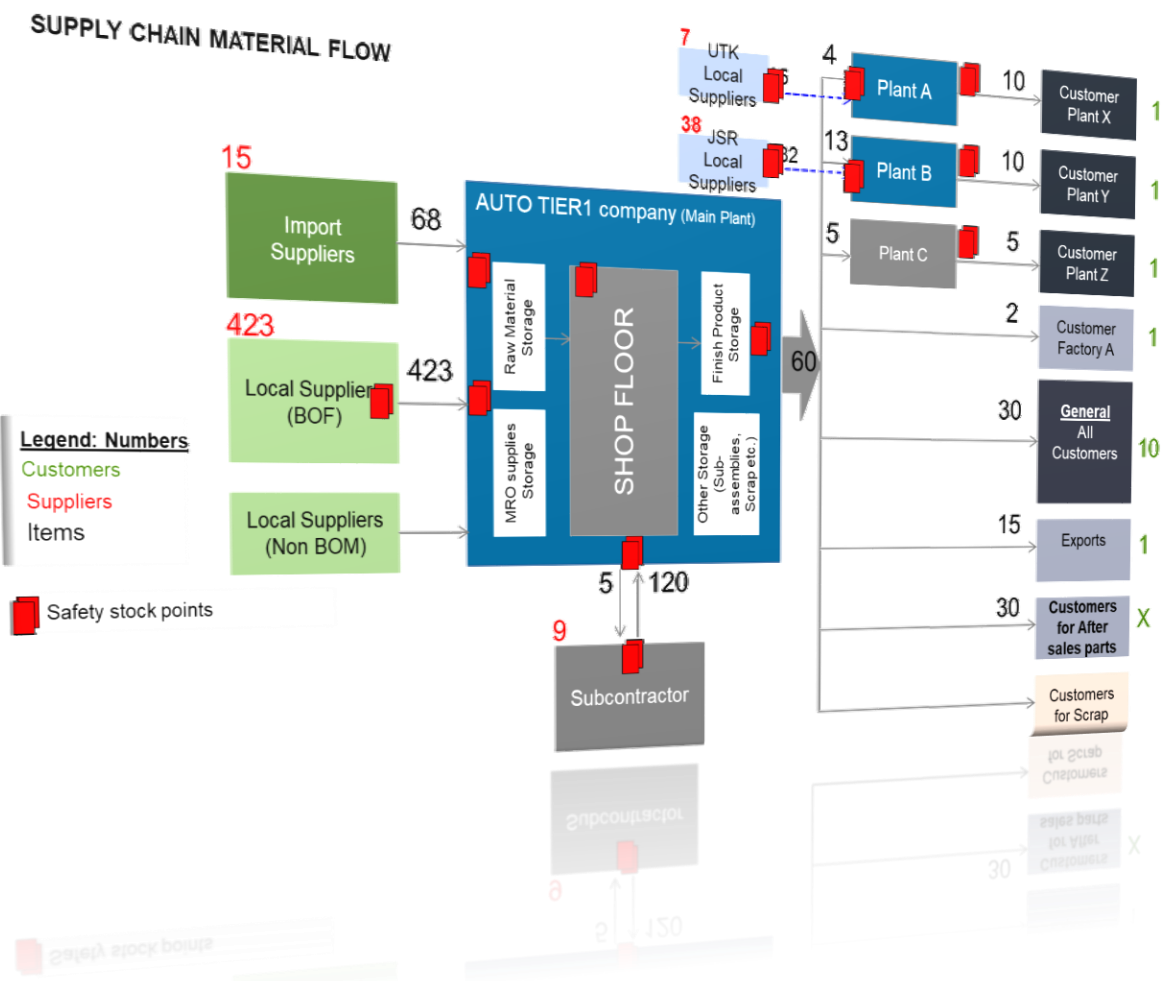 SUPPLY CHAIN MATERIAL FLOW
7
UTK
Local
Suppliers
4
Plant A
10
Customer
Plant X
1
38
JSR
Local
Suppliers
13
Plant B
10
Customer
Plant Y
1
5
Plant C
5
Customer
Plant Z
1
15
Import
Suppliers
68
423
Local Supplier
(BOF)
423
Local Suppliers
(Non BOM)
AUTO TIER1 company (Main Plant)
Raw Material
Storage
MRO supplies
Storage
SHOP FLOOR
Finish Product
Storage
Other Storage
(Sub-
assemblies,
Scrap etc.)
60
2
Customer
Factory A
1
30
General
All
Customers
10
15
Exports
1
30
Customers
for After
sales parts
X
Customers
for Scrap
5
120
9
Subcontractor
Legend: Numbers
Customers
Suppliers
Items
Safety stock points